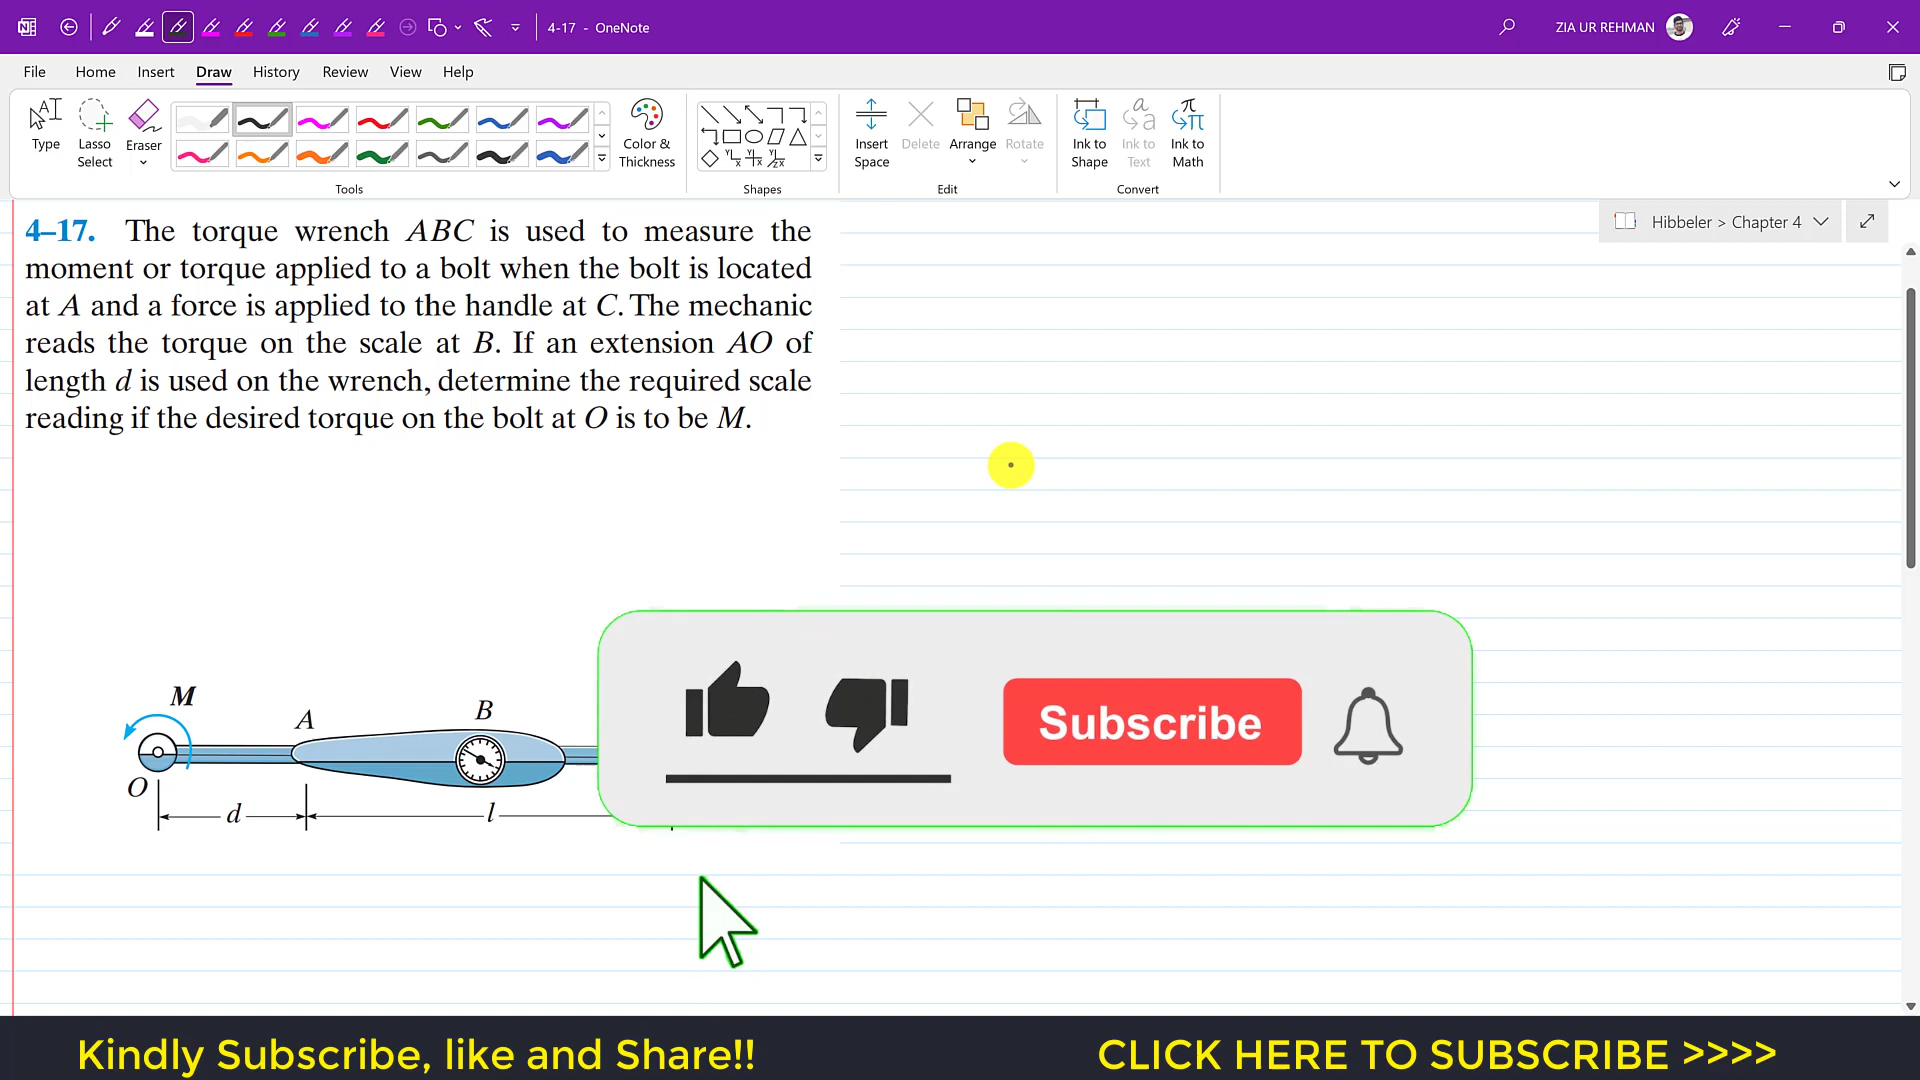 4-17 - OneNote
ZIA UR REHMAN
File Home Insert Draw History Review View Help
Type
Lasso Select
Eraser
Color & Thickness
Insert Space
Delete
Arrange
Rotate
Ink to Shape
Ink to Text
Ink to Math
Tools
Shapes
Edit
Convert
Hibbeler > Chapter 4
4–17. The torque wrench ABC is used to measure the
moment or torque applied to a bolt when the bolt is located
at A and a force is applied to the handle at C. The mechanic
reads the torque on the scale at B. If an extension AO of
length d is used on the wrench, determine the required scale
reading if the desired torque on the bolt at O is to be M.
M
A
B
O
d
l
Subscribe
Kindly Subscribe, like and Share!!
CLICK HERE TO SUBSCRIBE >>>>